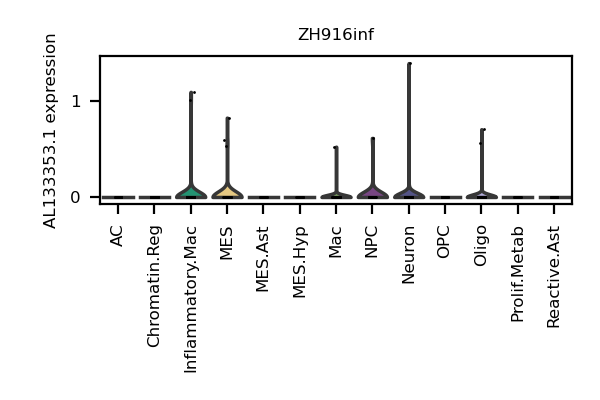 ZH916inf
AL133353.1 expression
1
0
AC
Chromatin.Reg
Inflammatory.Mac
MES
MES.Ast
MES.Hyp
Mac
NPC
Neuron
OPC
Oligo
Prolif.Metab
Reactive.Ast